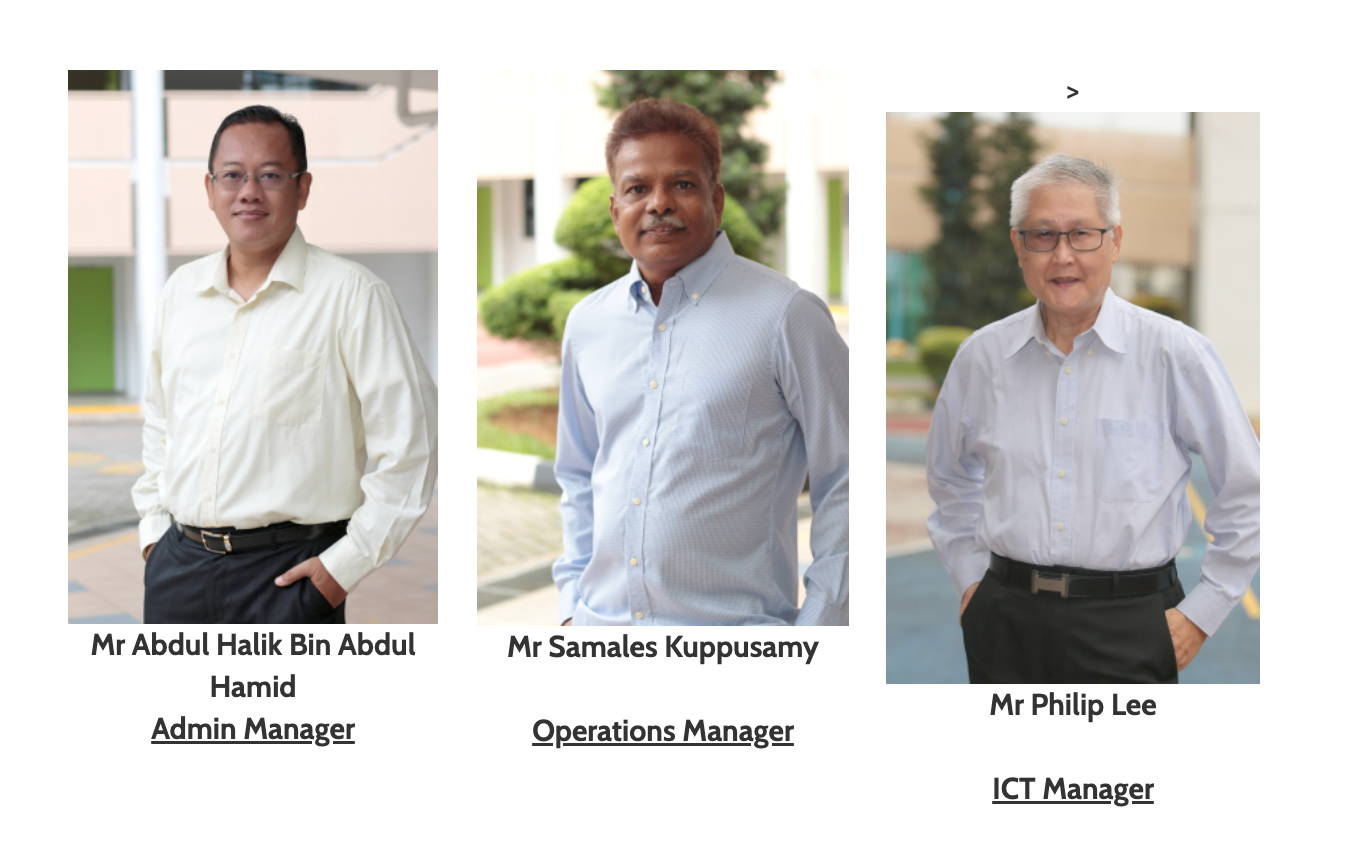 Mr Abdul Halik Bin Abdul
Hamid
Admin Manager
Mr Samales Kuppusamy
Operations Manager
>
Mr Philip Lee
ICT Manager